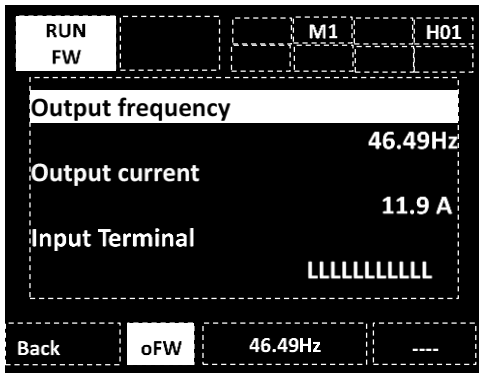 RUN M1 H01
FW
Output frequency
46.49Hz
Output current
11.9 A
Input Terminal
LLLLLLLLLLL
Back oFW 46.49Hz ----